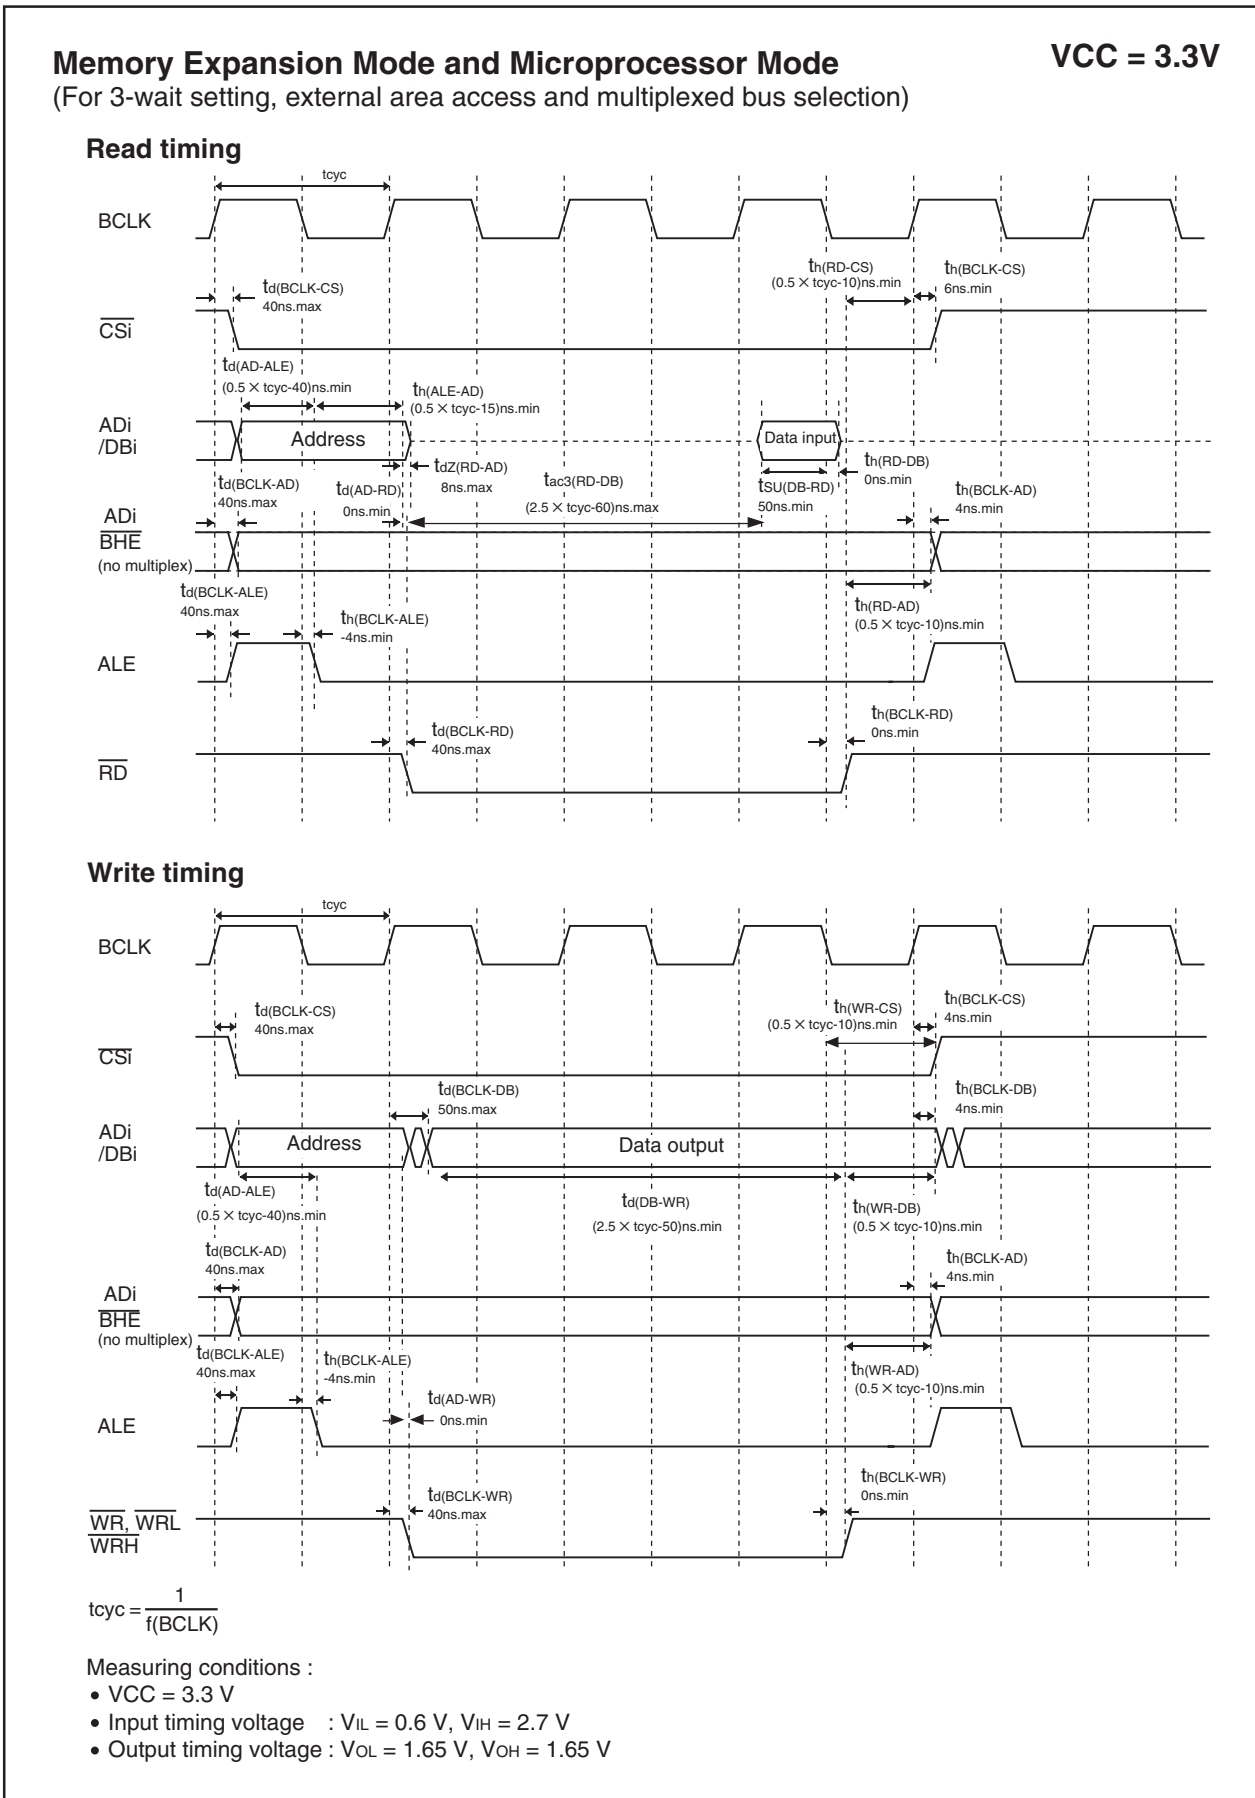 Memory Expansion Mode and Microprocessor Mode
VCC = 3.3V
(For 3-wait setting, external area access and multiplexed bus selection)
Read timing
tcyc
BCLK
th(RD-CS)
(0.5 × tcyc-10)ns.min
th(BCLK-CS)
6ns.min
td(BCLK-CS)
40ns.max
CSi
td(AD-ALE)
(0.5 × tcyc-40)ns.min
th(ALE-AD)
(0.5 × tcyc-15)ns.min
ADi
/DBi
Address
Data input
td(BCLK-AD)
40ns.max
td(AD-RD)
0ns.min
tdZ(RD-AD)
8ns.max
tac3(RD-DB)
(2.5 × tcyc-60)ns.max
tSU(DB-RD)
50ns.min
th(RD-DB)
0ns.min
th(BCLK-AD)
4ns.min
ADi
BHE
(no multiplex)
td(BCLK-ALE)
40ns.max
th(BCLK-ALE)
-4ns.min
th(RD-AD)
(0.5 × tcyc-10)ns.min
ALE
td(BCLK-RD)
40ns.max
th(BCLK-RD)
0ns.min
RD
Write timing
tcyc
BCLK
td(BCLK-CS)
40ns.max
th(WR-CS)
(0.5 × tcyc-10)ns.min
th(BCLK-CS)
4ns.min
CSi
td(BCLK-DB)
50ns.max
th(BCLK-DB)
4ns.min
ADi
/DBi
Address
Data output
td(AD-ALE)
(0.5 × tcyc-40)ns.min
td(DB-WR)
(2.5 × tcyc-50)ns.min
th(WR-DB)
(0.5 × tcyc-10)ns.min
td(BCLK-AD)
40ns.max
th(BCLK-AD)
4ns.min
ADi
BHE
(no multiplex)
td(BCLK-ALE)
40ns.max
th(BCLK-ALE)
-4ns.min
td(AD-WR)
0ns.min
th(WR-AD)
(0.5 × tcyc-10)ns.min
ALE
td(BCLK-WR)
40ns.max
th(BCLK-WR)
0ns.min
WR, WRL
WRH
tcyc = 1
f(BCLK)
Measuring conditions :
• VCC = 3.3 V
• Input timing voltage : VIL = 0.6 V, VIH = 2.7 V
• Output timing voltage : VOL = 1.65 V, VOH = 1.65 V